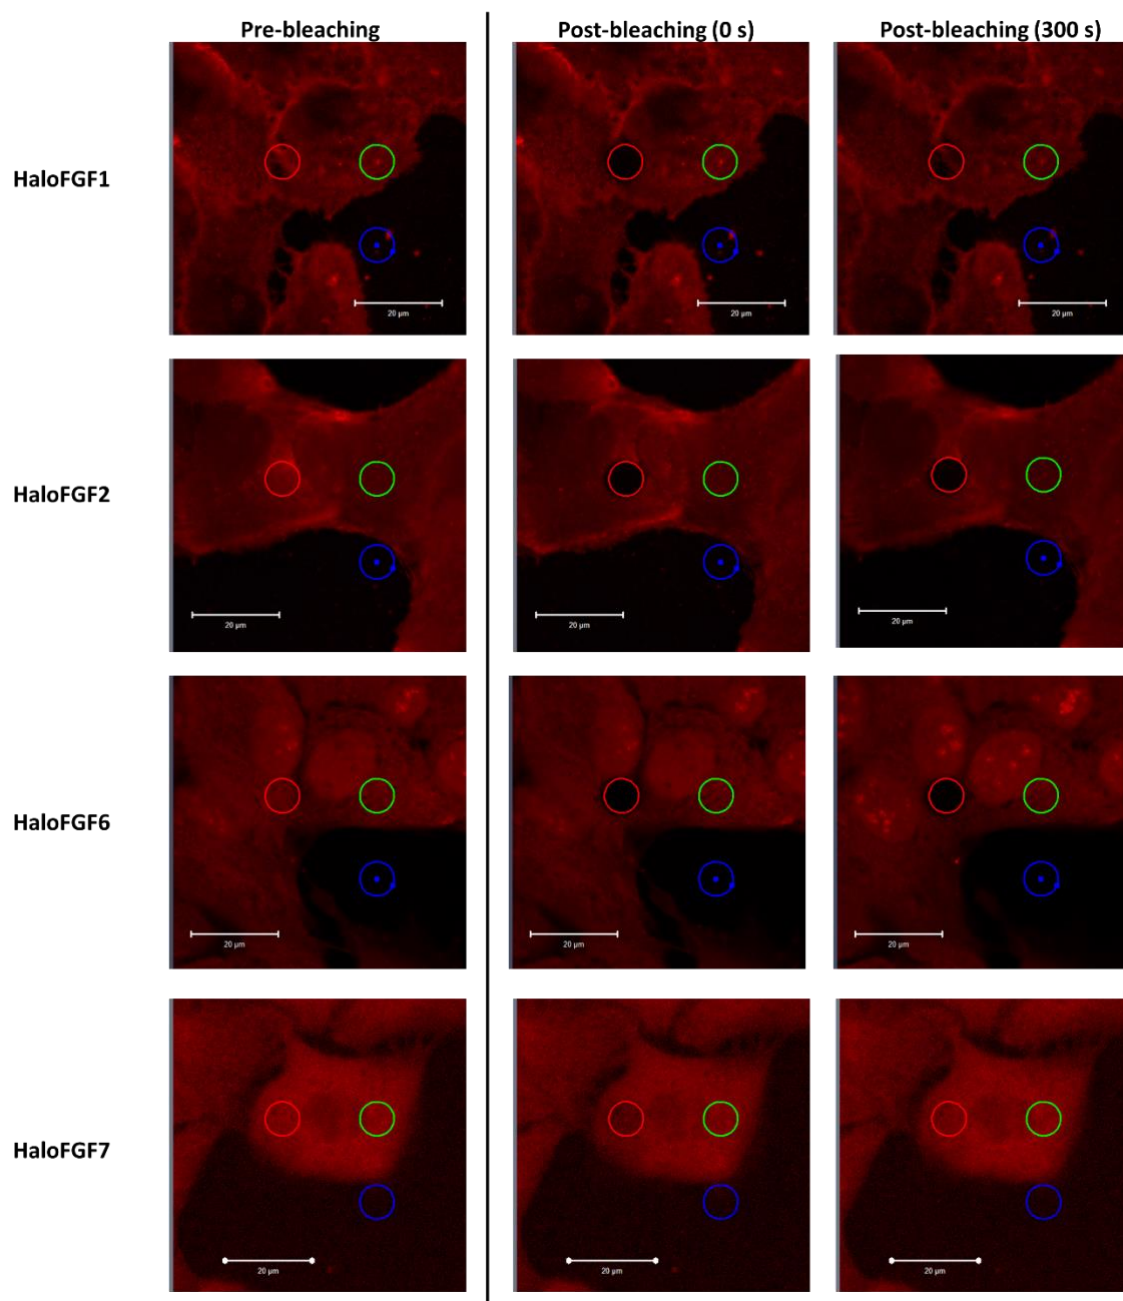 Pre-bleaching Post-bleaching (0 s) Post-bleaching (300 s)
HaloFGF1
20 µm 20 µm 20 µm
HaloFGF2
20 µm 20 µm 20 µm
HaloFGF6
20 µm 20 µm 20 µm
HaloFGF7
20 µm 20 µm 20 µm